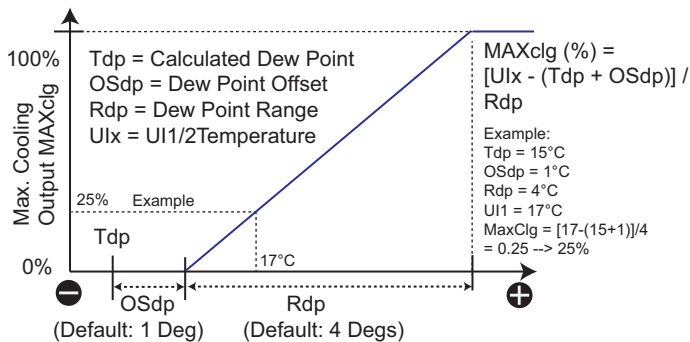 100%
Tdp = Calculated Dew Point
OSdp = Dew Point Offset
Rdp = Dew Point Range
UIx = UI1/2Temperature
MAXclg (%) =
[UIx - (Tdp + OSdp)] /
Rdp
Example:
Tdp = 15°C
OSdp = 1°C
Rdp = 4°C
UI1 = 17°C
MaxClg = [17-(15+1)]/4
= 0.25 --> 25%
Max. Cooling
Output MAXclg
25% Example
Tdp
17°C
0%
OSdp
(Default: 1 Deg)
Rdp
(Default: 4 Degs)